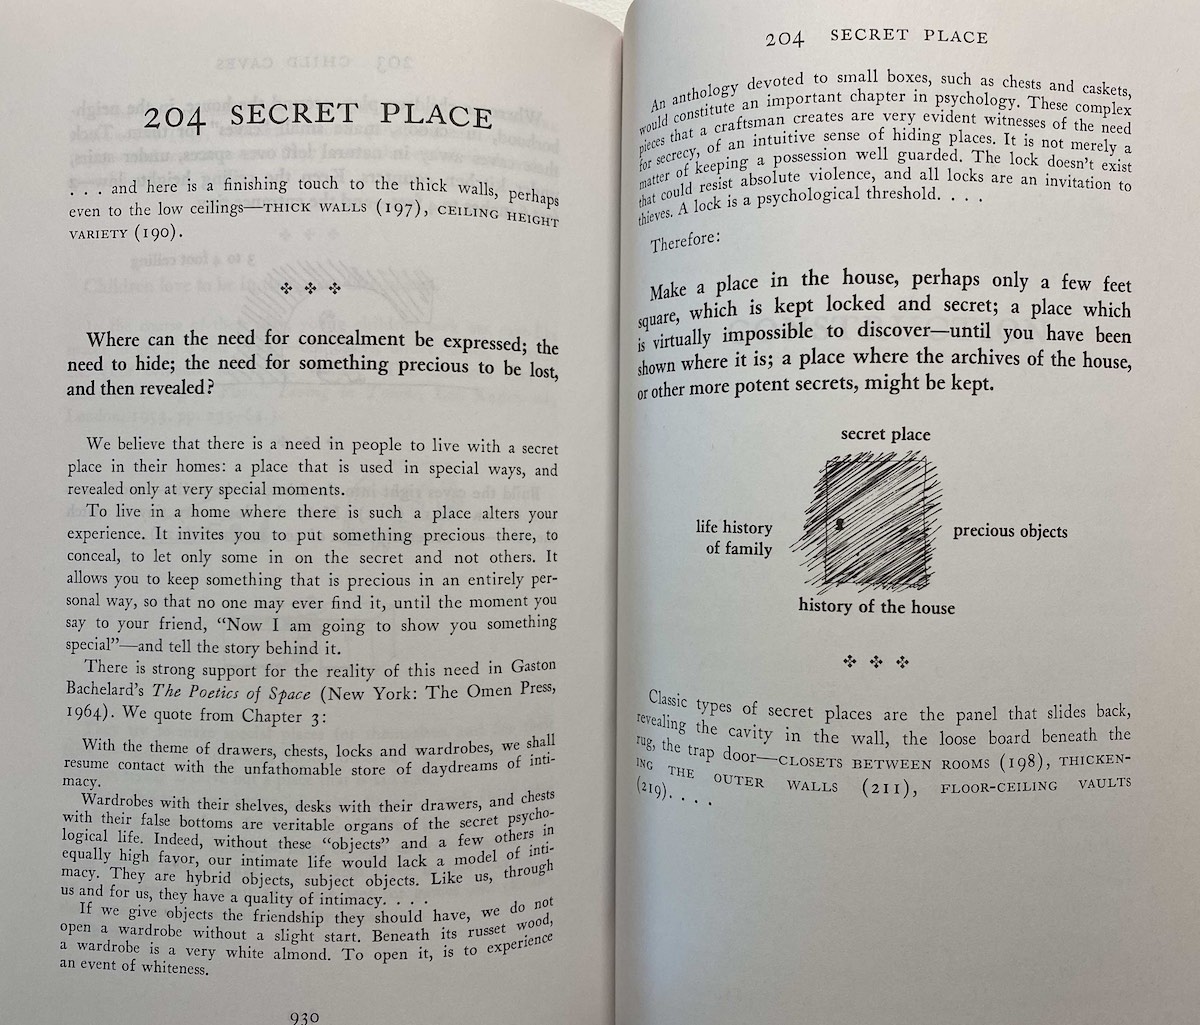 204 SECRET PLACE
. . . and here is a finishing touch to the thick walls, perhaps
even to the low ceilings—THICK WALLS (197), CEILING HEIGHT
VARIETY (190).
Where can the need for concealment be expressed; the
need to hide; the need for something precious to be lost,
and then revealed?
We believe that there is a need in people to live with a secret
place in their homes: a place that is used in special ways, and
revealed only at very special moments.
To live in a home where there is such a place alters your
experience. It invites you to put something precious there, to
conceal, to let only some in on the secret and not others. It
allows you to keep something that is precious in an entirely per-
sonal way, so that no one may ever find it, until the moment you
say to your friend, “Now I am going to show you something
special”—and tell the story behind it.
There is strong support for the reality of this need in Gaston
Bachelard’s The Poetics of Space (New York: The Omen Press,
1964). We quote from Chapter 3:
With the theme of drawers, chests, locks and wardrobes, we shall
resume contact with the unfathomable store of daydreams of inti-
macy.
Wardrobes with their shelves, desks with their drawers, and chests
with their false bottoms are veritable organs of the secret psycho-
logical life. Indeed, without these “objects” and a few others in
equally high favor, our intimate life would lack a model of inti-
macy. They are hybrid objects, subject objects. Like us, through
us and for us, they have a quality of intimacy. . . .
If we give objects the friendship they should have, we do not
open a wardrobe without a slight start. Beneath its russet wood,
a wardrobe is a very white almond. To open it, is to experience
an event of whiteness.
930
204 SECRET PLACE
An anthology devoted to small boxes, such as chests and caskets,
would constitute an important chapter in psychology. These complex
pieces that a craftsman creates are very evident witnesses of the need
for secrecy, of an intuitive sense of hiding places. It is not merely a
matter of keeping a possession well guarded. The lock doesn’t exist
that could resist absolute violence, and all locks are an invitation to
thieves. A lock is a psychological threshold. . . .
Therefore:
Make a place in the house, perhaps only a few feet
square, which is kept locked and secret; a place which
is virtually impossible to discover—until you have been
shown where it is; a place where the archives of the house,
or other more potent secrets, might be kept.
secret place
life history
of family
precious objects
history of the house
Classic types of secret places are the panel that slides back,
revealing the cavity in the wall, the loose board beneath the
rug, the trap door—CLOSETS BETWEEN ROOMS (198), THICKEN-
ING THE OUTER WALLS (211), FLOOR-CEILING VAULTS
(219). . . .